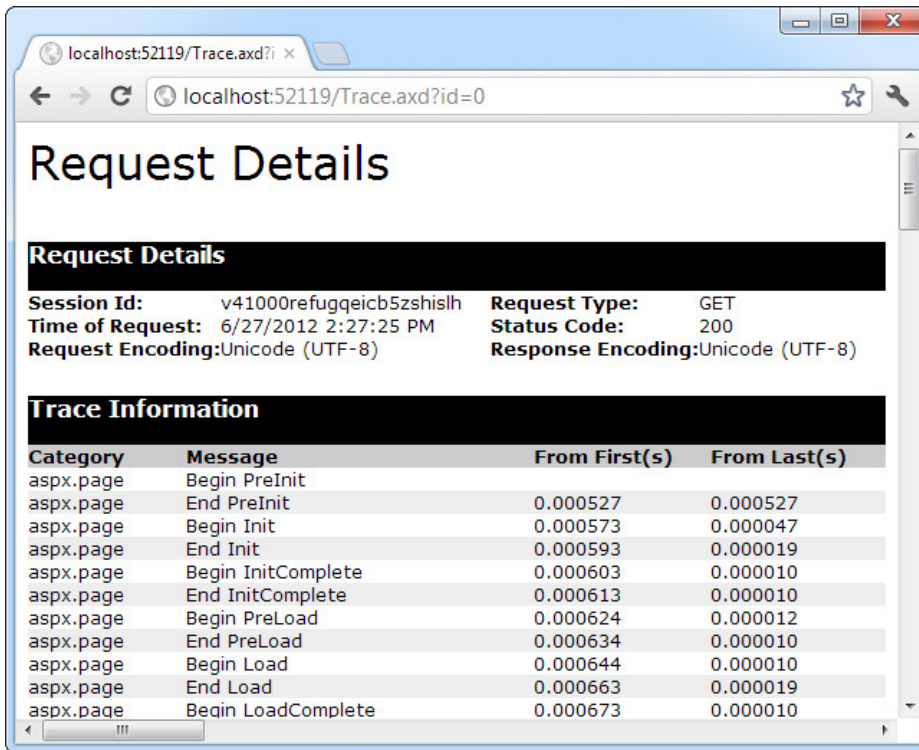 localhost:52119/Trace.axd?i
localhost:52119/Trace.axd?id=0
Request Details
Request Details
Session Id: v41000refugqeicb5zshislh Request Type: GET
Time of Request: 6/27/2012 2:27:25 PM Status Code: 200
Request Encoding:Unicode (UTF-8) Response Encoding:Unicode (UTF-8)
Trace Information
Category Message From First(s) From Last(s)
aspx.page Begin PreInit
aspx.page End PreInit 0.000527 0.000527
aspx.page Begin Init 0.000573 0.000047
aspx.page End Init 0.000593 0.000019
aspx.page Begin InitComplete 0.000603 0.000010
aspx.page End InitComplete 0.000613 0.000010
aspx.page Begin PreLoad 0.000624 0.000012
aspx.page End PreLoad 0.000634 0.000010
aspx.page Begin Load 0.000644 0.000010
aspx.page End Load 0.000663 0.000019
aspx.page Begin LoadComplete 0.000673 0.000010